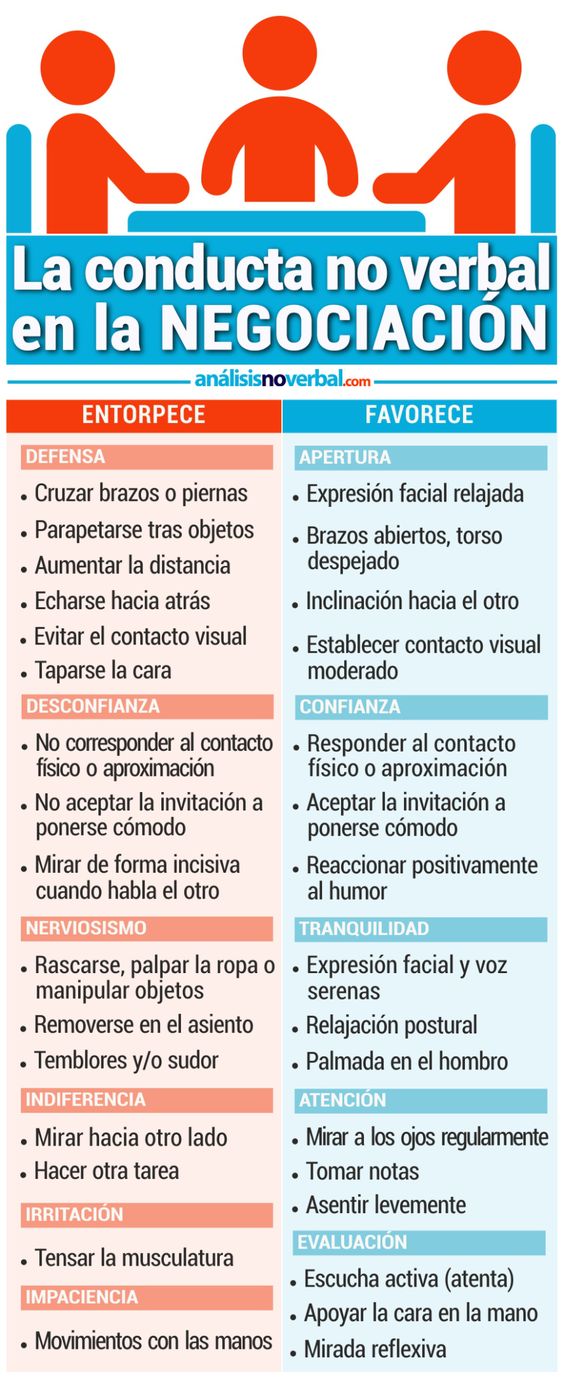 La conducta no verbal
en la NEGOCIACIÓN
análisisnoverbal.com
ENTORPECE
DEFENSA
• Cruzar brazos o piernas
• Parapetarse tras objetos
• Aumentar la distancia
• Echarse hacia atrás
• Evitar el contacto visual
• Taparse la cara
DESCONFIANZA
• No corresponder al contacto
físico o aproximación
• No aceptar la invitación a
ponerse cómodo
• Mirar de forma incisiva
cuando habla el otro
NERVIOSISMO
• Rascarse, palpar la ropa o
manipular objetos
• Removerse en el asiento
• Temblores y/o sudor
INDIFERENCIA
• Mirar hacia otro lado
• Hacer otra tarea
IRRITACIÓN
• Tensar la musculatura
IMPACIENCIA
• Movimientos con las manos
FAVORECE
APERTURA
• Expresión facial relajada
• Brazos abiertos, torso
despejado
• Inclinación hacia el otro
• Establecer contacto visual
moderado
CONFIANZA
• Responder al contacto
físico o aproximación
• Aceptar la invitación a
ponerse cómodo
• Reaccionar positivamente
al humor
TRANQUILIDAD
• Expresión facial y voz
serenas
• Relajación postural
• Palmada en el hombro
ATENCIÓN
• Mirar a los ojos regularmente
• Tomar notas
• Asentir levemente
EVALUACIÓN
• Escucha activa (atenta)
• Apoyar la cara en la mano
• Mirada reflexiva